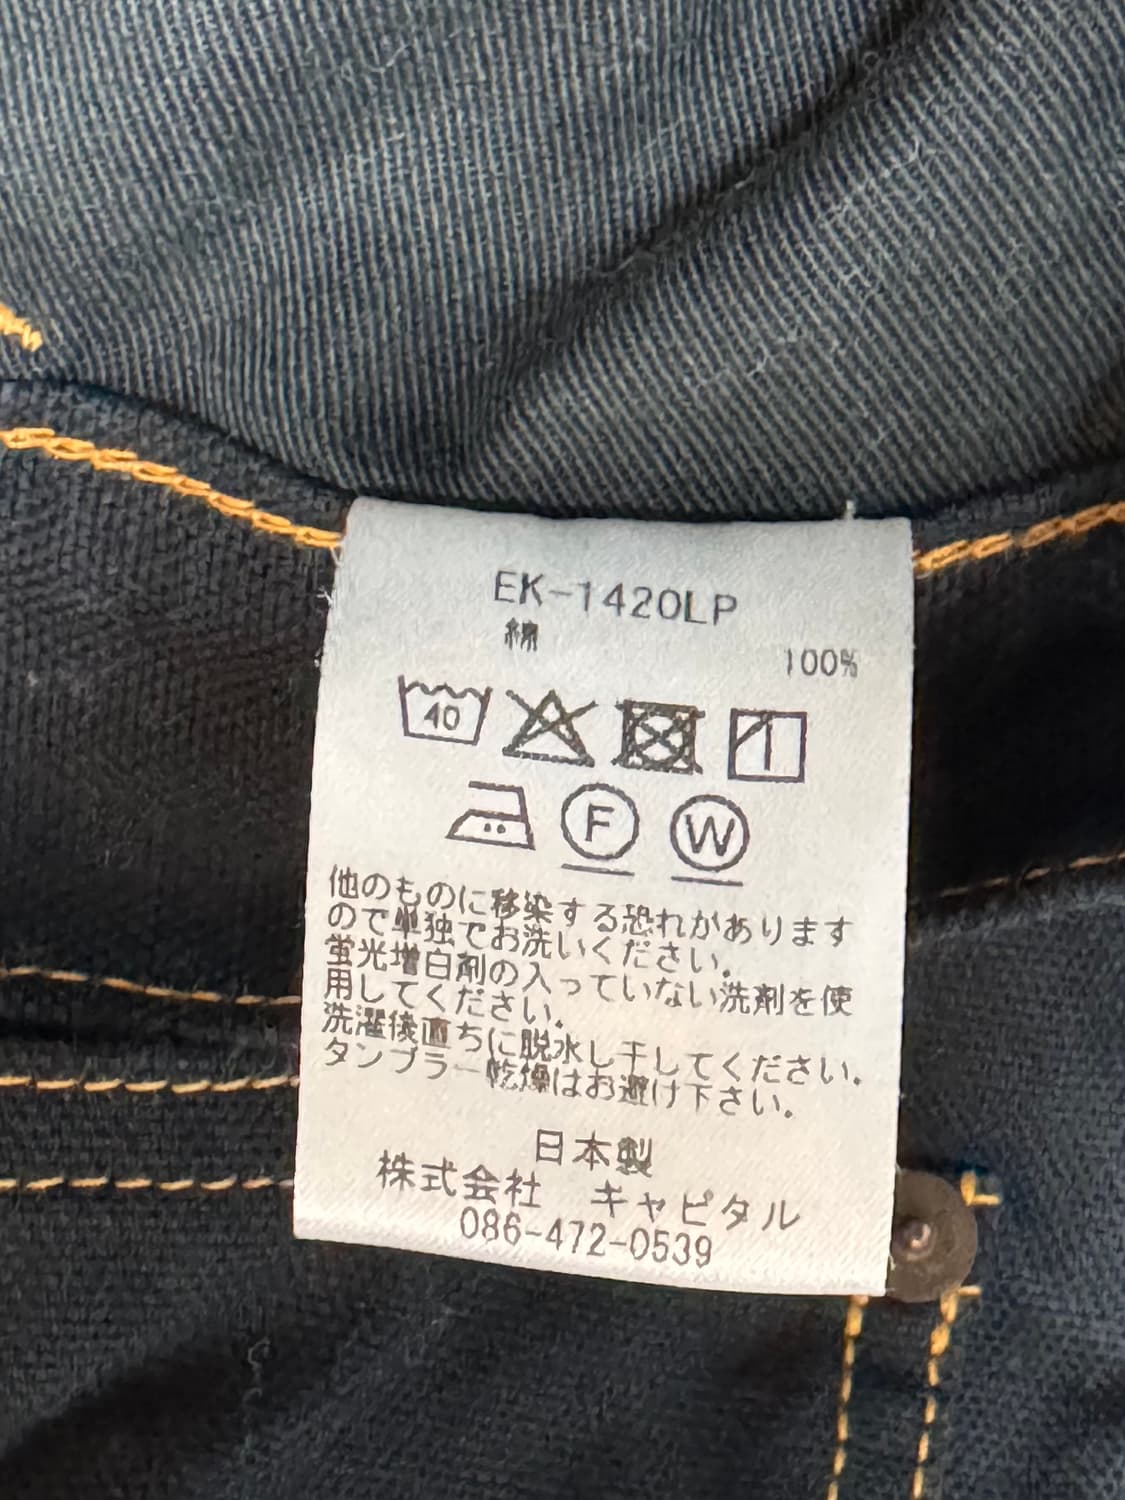 EK-1420LP
綿 100%
40
F W
他のものに移染する恐れがあります
ので単独でお洗いください。
蛍光増白剤の入っていない洗剤を使
用してください。
洗濯後直ちに脱水し干してください。
タンブラー乾燥はお避け下さい。
日本製
株式会社 キャピタル
086-472-0539